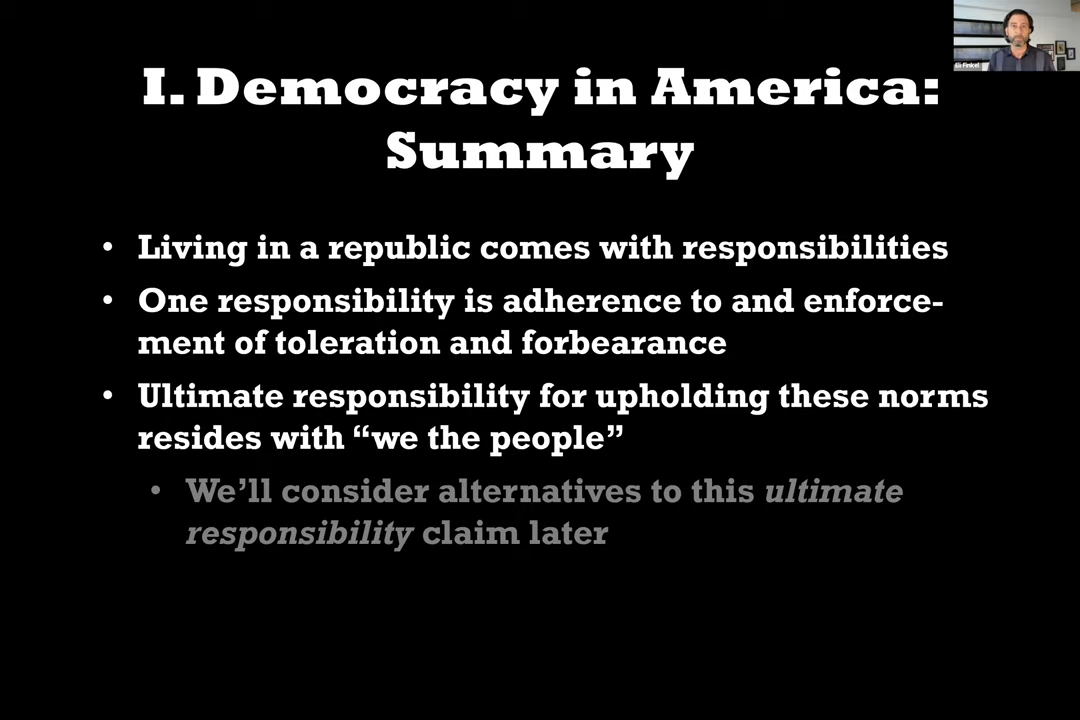 Eli Finkel
I. Democracy in America:
Summary
• Living in a republic comes with responsibilities
• One responsibility is adherence to and enforce-
ment of toleration and forbearance
• Ultimate responsibility for upholding these norms
resides with “we the people”
• We’ll consider alternatives to this ultimate
responsibility claim later